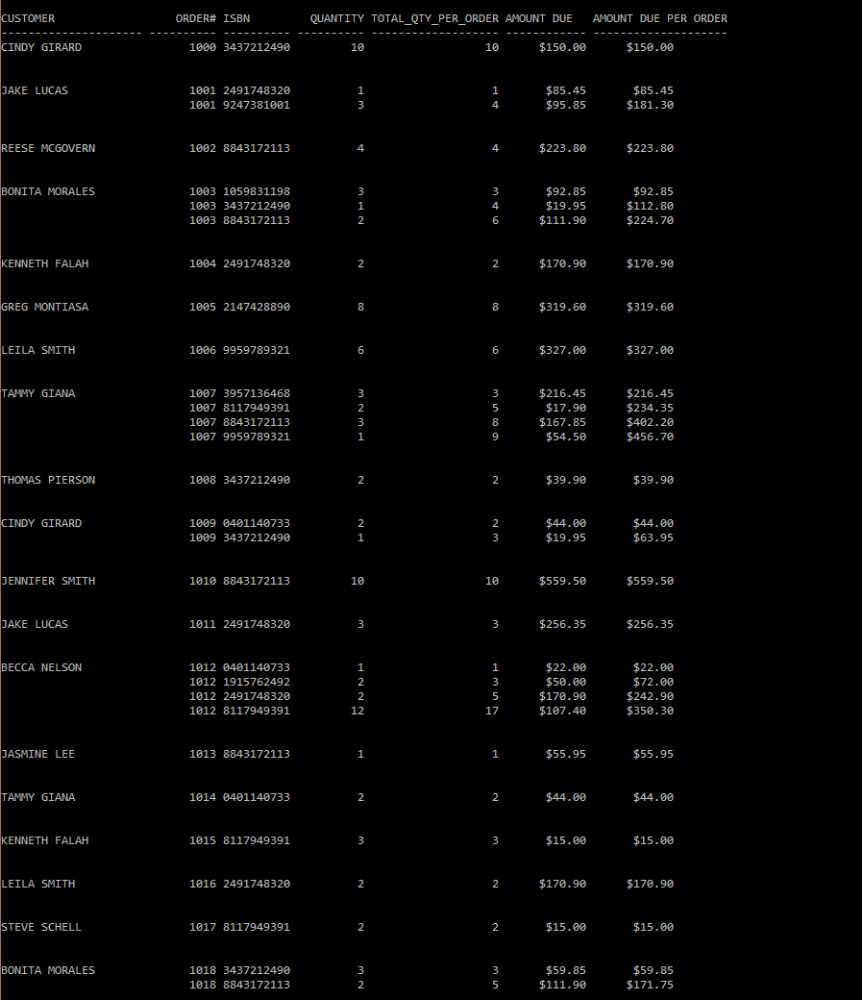 CUSTOMER ORDER# ISBN QUANTITY TOTAL_QTY_PER_ORDER AMOUNT DUE AMOUNT DUE PER ORDER
--------------------- ---------- ---------- ---------- ------------------- ------------ --------------------
CINDY GIRARD 1000 3437212490 10 10 $150.00 $150.00
JAKE LUCAS 1001 2491748320 1 1 $85.45 $85.45
1001 9247381001 3 4 $95.85 $181.30
REESE MCGOVERN 1002 8843172113 4 4 $223.80 $223.80
BONITA MORALES 1003 1059831198 3 3 $92.85 $92.85
1003 3437212490 1 4 $19.95 $112.80
1003 8843172113 2 6 $111.90 $224.70
KENNETH FALAH 1004 2491748320 2 2 $170.90 $170.90
GREG MONTIASA 1005 2147428890 8 8 $319.60 $319.60
LEILA SMITH 1006 9959789321 6 6 $327.00 $327.00
TAMMY GIANA 1007 3957136468 3 3 $216.45 $216.45
1007 8117949391 2 5 $17.90 $234.35
1007 8843172113 3 8 $167.85 $402.20
1007 9959789321 1 9 $54.50 $456.70
THOMAS PIERSON 1008 3437212490 2 2 $39.90 $39.90
CINDY GIRARD 1009 0401140733 2 2 $44.00 $44.00
1009 3437212490 1 3 $19.95 $63.95
JENNIFER SMITH 1010 8843172113 10 10 $559.50 $559.50
JAKE LUCAS 1011 2491748320 3 3 $256.35 $256.35
BECCA NELSON 1012 0401140733 1 1 $22.00 $22.00
1012 1915762492 2 3 $50.00 $72.00
1012 2491748320 2 5 $170.90 $242.90
1012 8117949391 12 17 $107.40 $350.30
JASMINE LEE 1013 8843172113 1 1 $55.95 $55.95
TAMMY GIANA 1014 0401140733 2 2 $44.00 $44.00
KENNETH FALAH 1015 8117949391 3 3 $15.00 $15.00
LEILA SMITH 1016 2491748320 2 2 $170.90 $170.90
STEVE SCHELL 1017 8117949391 2 2 $15.00 $15.00
BONITA MORALES 1018 3437212490 3 3 $59.85 $59.85
1018 8843172113 2 5 $111.90 $171.75